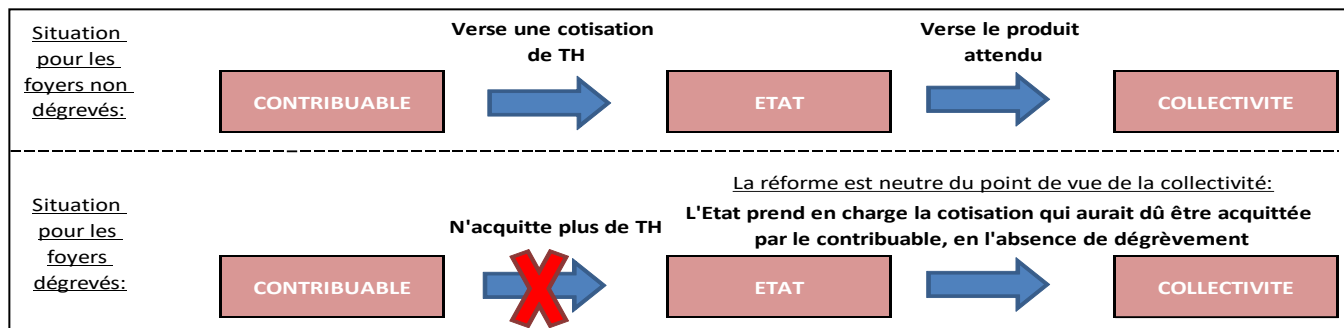 Situation
pour les
foyers non
dégrevés:
Verse une cotisation
de TH
Verse le produit
attendu
CONTRIBUABLE
ETAT
COLLECTIVITE
Situation
pour les
foyers
dégrevés:
N'acquitte plus de TH
La réforme est neutre du point de vue de la collectivité:
L'Etat prend en charge la cotisation qui aurait dû être acquittée
par le contribuable, en l'absence de dégrèvement
CONTRIBUABLE
ETAT
COLLECTIVITE